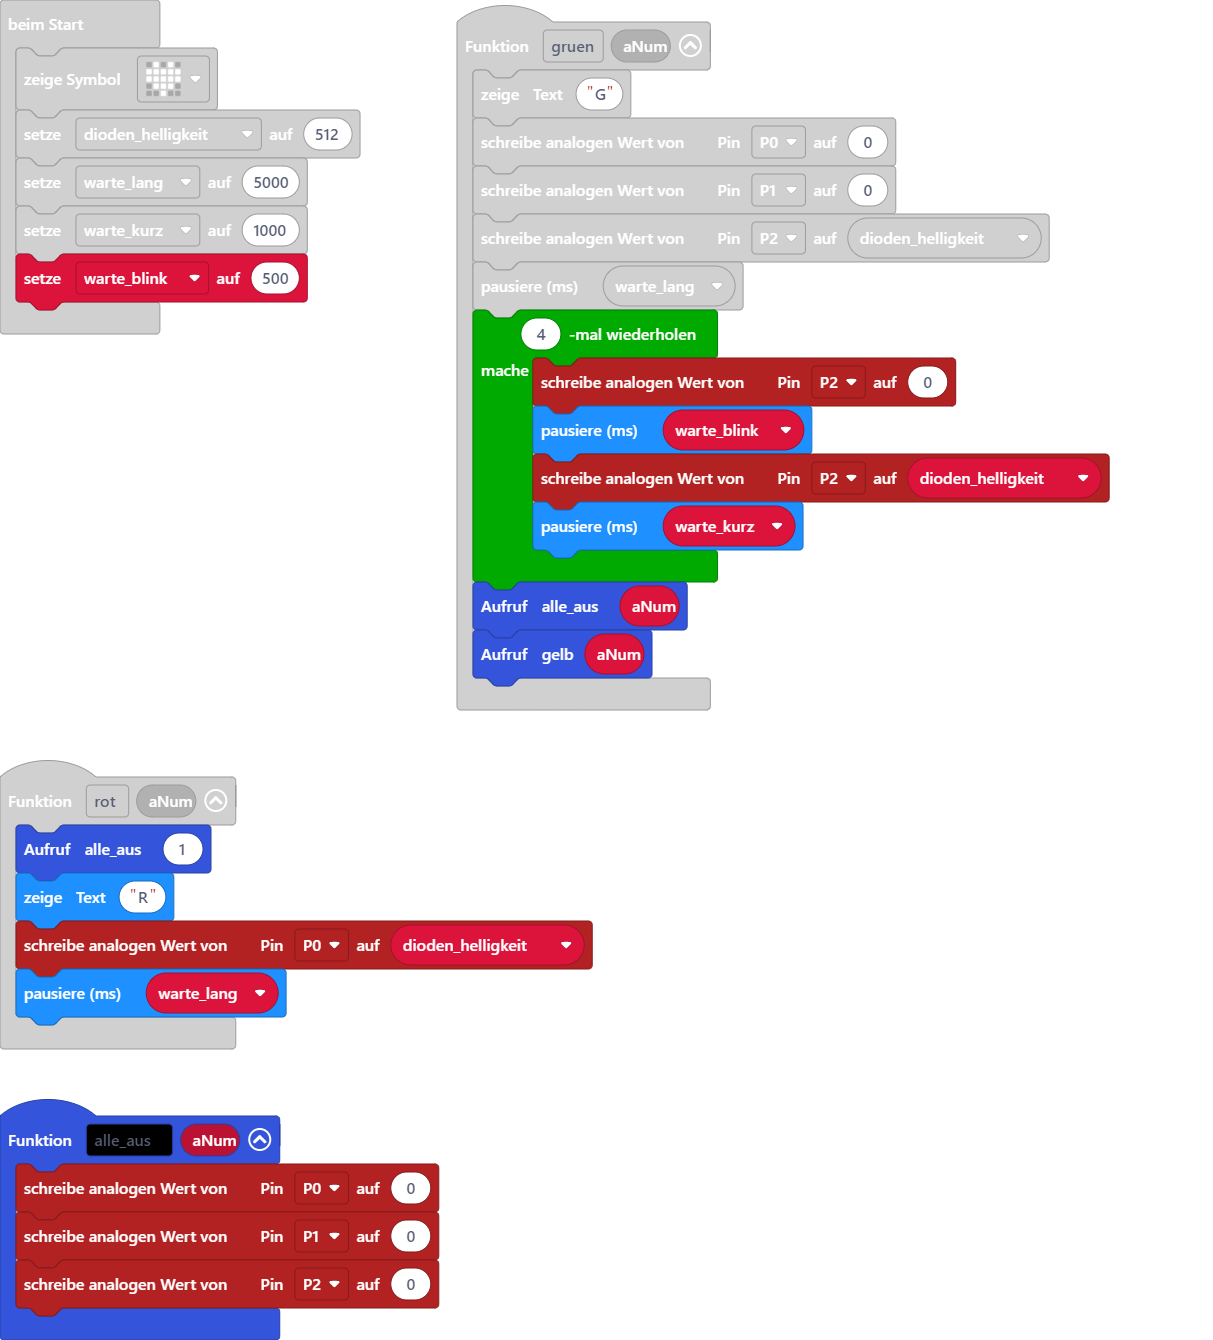 beim Start
zeige Symbol
setze dioden_helligkeit auf 512
setze warte_lang auf 5000
setze warte_kurz auf 1000
setze warte_blink auf 500
Funktion gruen aNum
zeige Text "G"
schreibe analogen Wert von Pin P0 auf 0
schreibe analogen Wert von Pin P1 auf 0
schreibe analogen Wert von Pin P2 auf dioden_helligkeit
pausiere (ms) warte_lang
4 -mal wiederholen
mache
schreibe analogen Wert von Pin P2 auf 0
pausiere (ms) warte_blink
schreibe analogen Wert von Pin P2 auf dioden_helligkeit
pausiere (ms) warte_kurz
Aufruf alle_aus aNum
Aufruf gelb aNum
Funktion rot aNum
Aufruf alle_aus 1
zeige Text "R"
schreibe analogen Wert von Pin P0 auf dioden_helligkeit
pausiere (ms) warte_lang
Funktion alle_aus aNum
schreibe analogen Wert von Pin P0 auf 0
schreibe analogen Wert von Pin P1 auf 0
schreibe analogen Wert von Pin P2 auf 0